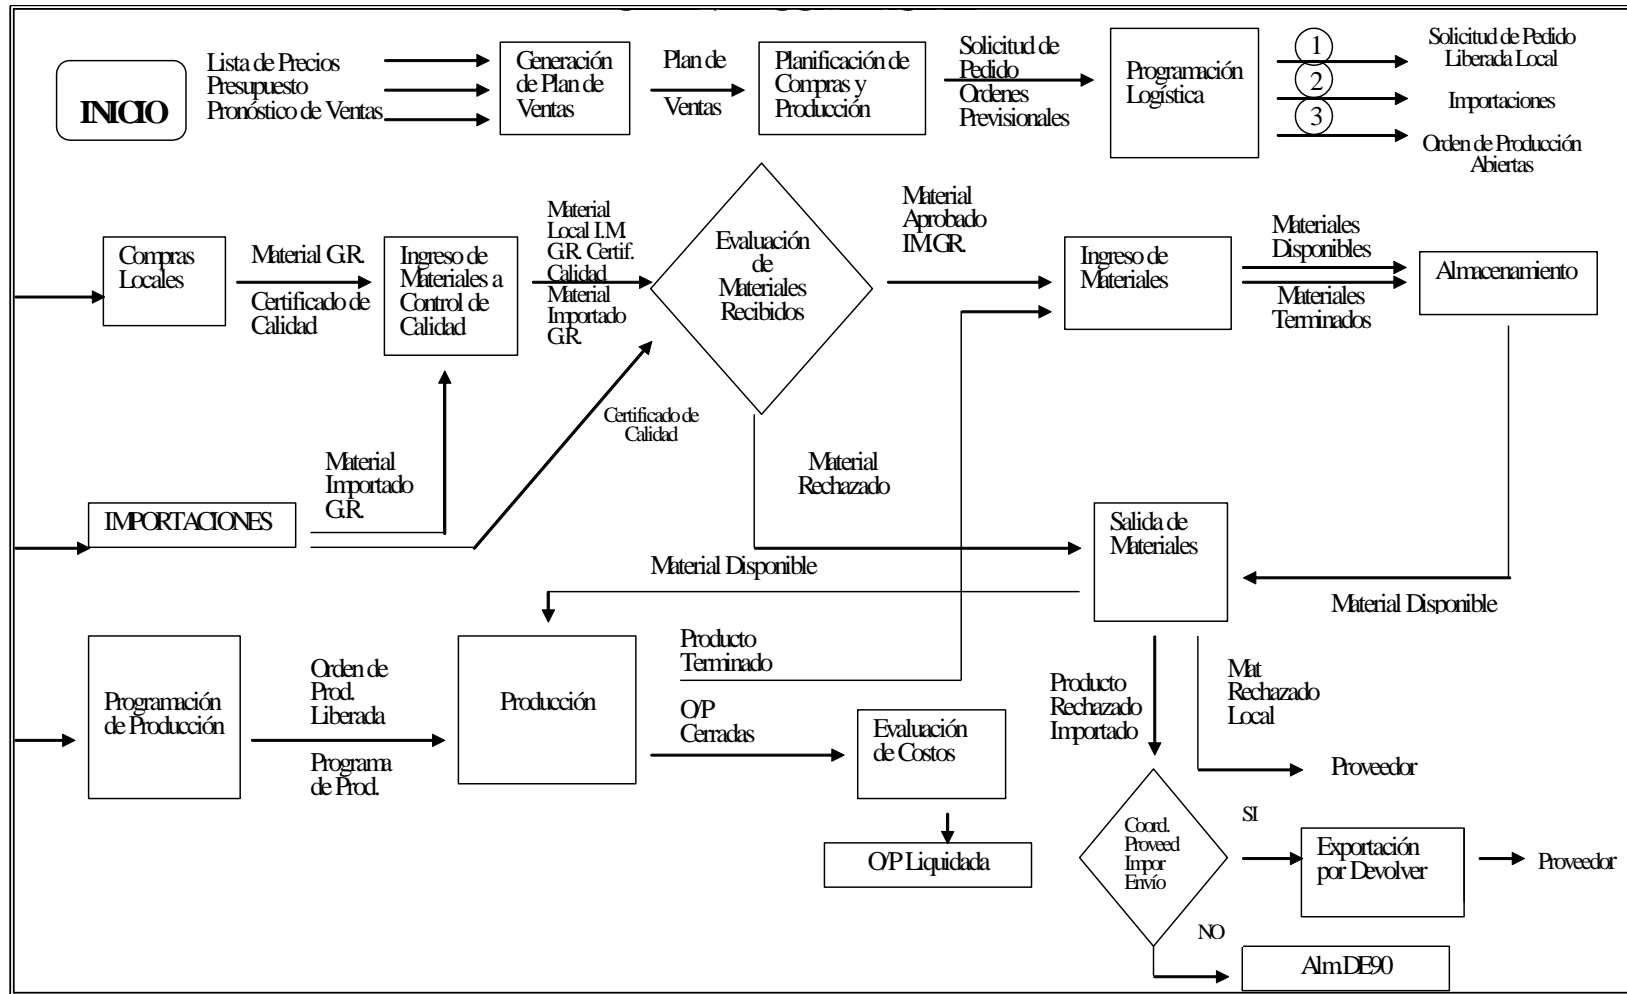 INICIO
Lista de Precios
Presupuesto
Pronóstico de Ventas
Generación
de Plan de
Ventas
Plan de
Ventas
Planificación de
Compras y
Producción
Solicitud de
Pedido
Ordenes
Previsionales
Programación
Logística
1
2
3
Solicitud de Pedido
Liberada Local
Importaciones
Orden de Producción
Abiertas
Compras
Locales
Material G.R.
Certificado de
Calidad
Ingreso de
Materiales a
Control de
Calidad
Material
Local I.M.
G.R. Certif.
Calidad
Material
Importado
G.R.
Evaluación
de
Materiales
Recibidos
Material
Aprobado
IM.GR.
Ingreso de
Materiales
Materiales
Disponibles
Materiales
Terminados
Almacenamiento
Certificado de
Calidad
Material
Importado
G.R.
IMPORTACIONES
Material
Rechazado
Salida de
Materiales
Material Disponible
Material Disponible
Programación
de Producción
Orden de
Prod.
Liberada
Programa
de Prod.
Producción
Producto
Terminado
O/P
Cerradas
Evaluación
de Costos
O/P Liquidada
Producto
Rechazado
Importado
Mat
Rechazado
Local
Proveedor
Coord.
Proveed
Impor
Envío
SI
Exportación
por Devolver
Proveedor
NO
Alm.DE90